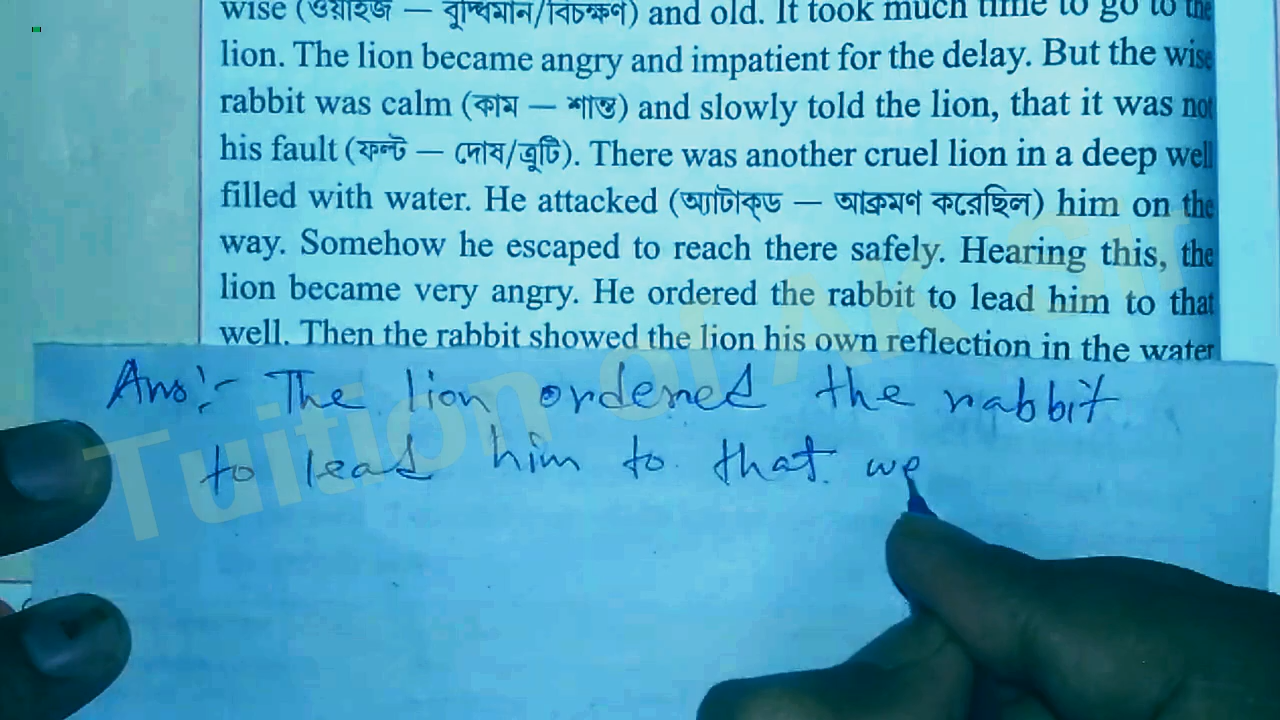 wise (ওয়াইজ — বুদ্ধিমান/বিচক্ষণ) and old. It took much time to go to the
lion. The lion became angry and impatient for the delay. But the wise
rabbit was calm (কাম — শান্ত) and slowly told the lion, that it was not
his fault (ফল্ট — দোষ/ত্রুটি). There was another cruel lion in a deep well
filled with water. He attacked (অ্যাটাক্ড — আক্রমণ করেছিল) him on the
way. Somehow he escaped to reach there safely. Hearing this, the
lion became very angry. He ordered the rabbit to lead him to that
well. Then the rabbit showed the lion his own reflection in the water
Ans:- The lion ordered the rabbit
to lead him to that we
Tuition of AK Sir